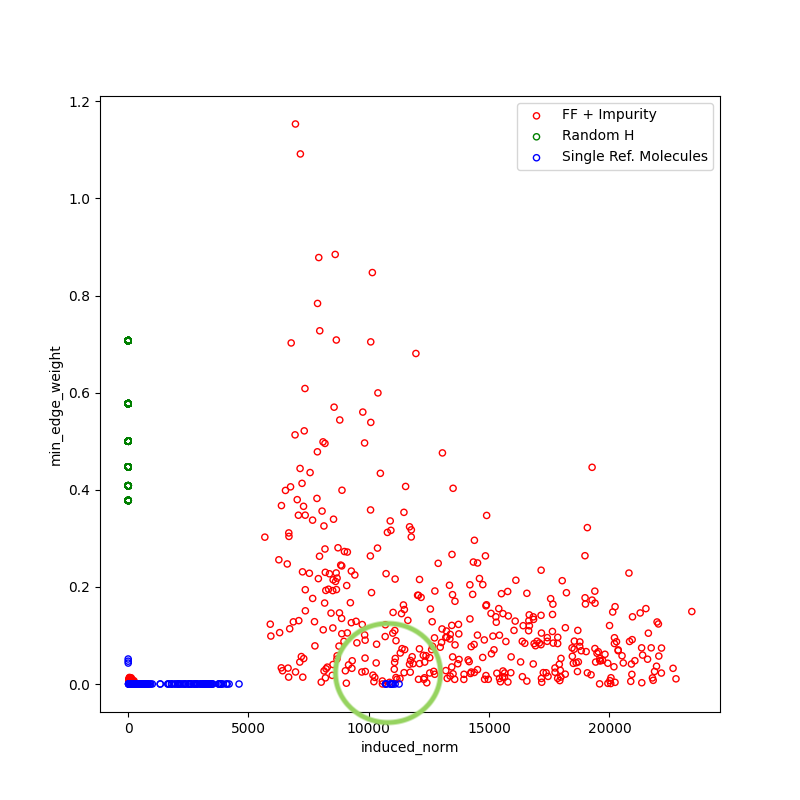 1.2
1.0
0.8
0.6
0.4
0.2
0.0
min_edge_weight
FF + Impurity
Random H
Single Ref. Molecules
0 5000 10000 15000 20000
induced_norm